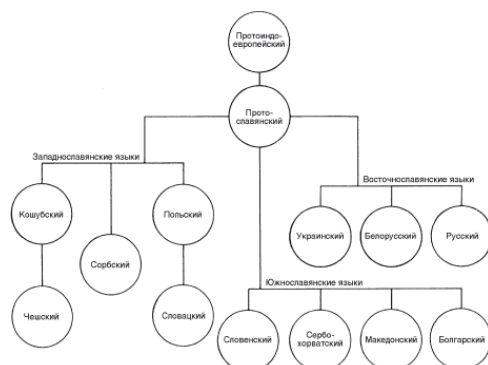 Протоиндо-
европейский
Прото-
славянский
Западнославянские языки
Восточнославянские языки
Кошубский
Польский
Украинский
Белорусский
Русский
Сорбский
Южнославянские языки
Чешский
Словацкий
Словенский
Сербо-
хорватский
Македонский
Болгарский